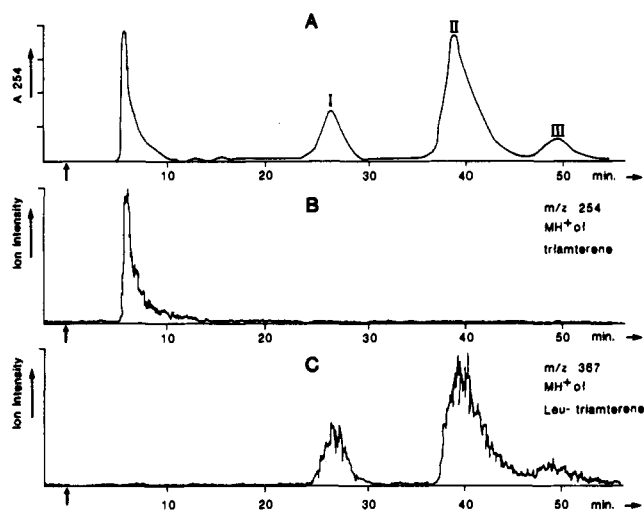 A
A 254
I
II
III
10 20 30 40 50 min.
B
Ion Intensity
m/z 254
MH+ of
triamterene
10 20 30 40 50 min.
C
Ion Intensity
m/z 367
MH+ of
Leu- triamterene
10 20 30 40 50 min.